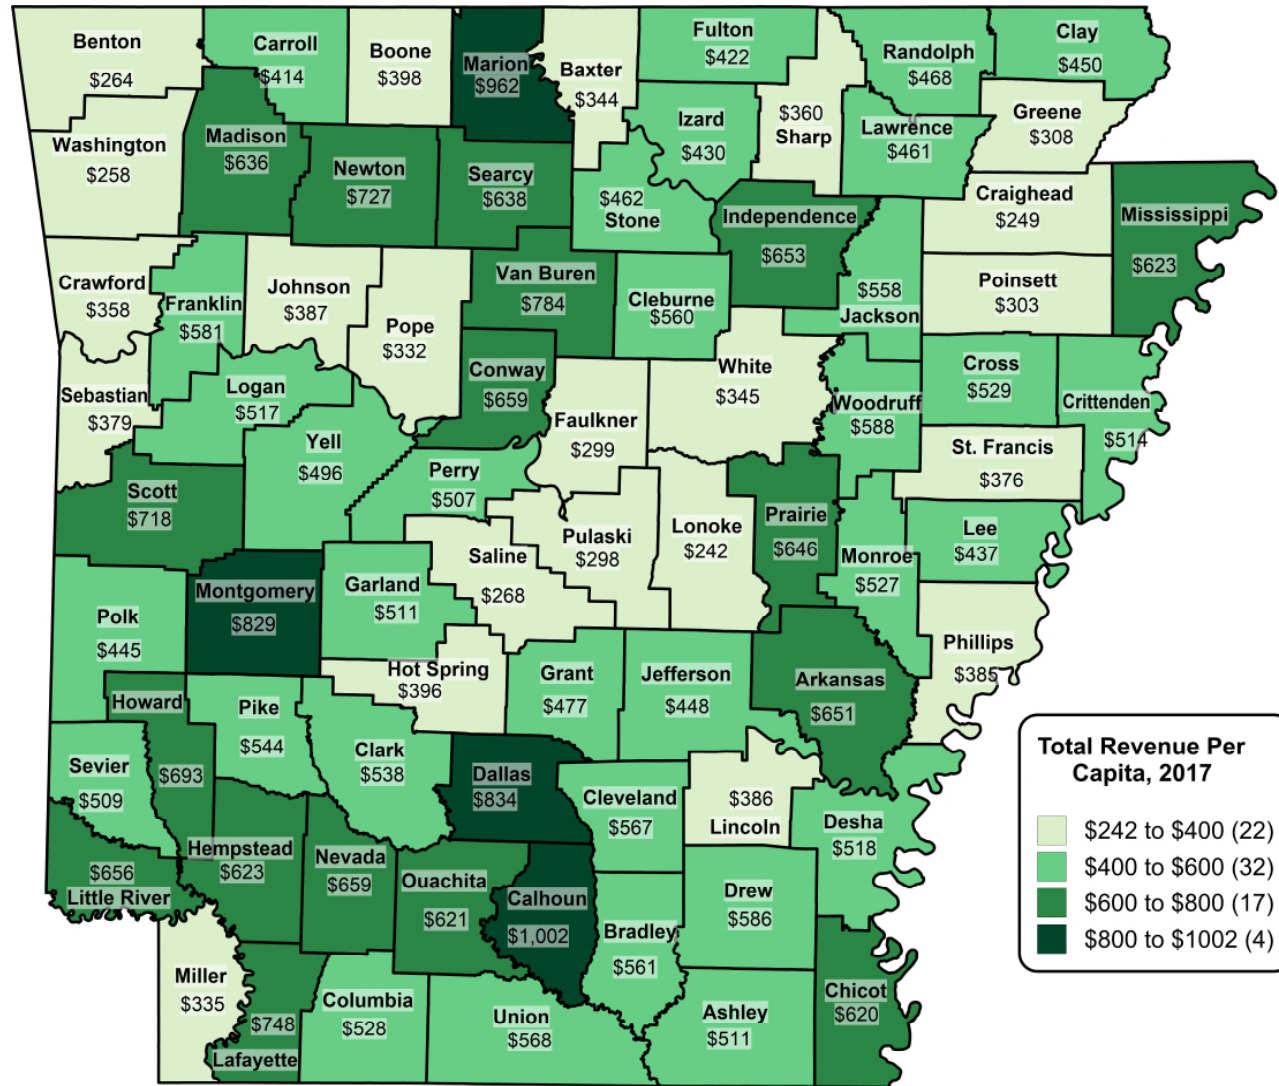 Benton
$264
Carroll
$414
Boone
$398
Marion
$962
Baxter
$344
Fulton
$422
Randolph
$468
Clay
$450
Washington
$258
Madison
$636
Newton
$727
Searcy
$638
$462
Stone
Izard
$430
$360
Sharp
Lawrence
$461
Greene
$308
Craighead
$249
Mississippi
$623
Independence
$653
Crawford
$358
Franklin
$581
Johnson
$387
Pope
$332
Van Buren
$784
Cleburne
$560
$558
Jackson
Poinsett
$303
Sebastian
$379
Logan
$517
Conway
$659
White
$345
Woodruff
$588
Cross
$529
Crittenden
$514
Yell
$496
Faulkner
$299
St. Francis
$376
Scott
$718
Perry
$507
Pulaski
$298
Lonoke
$242
Prairie
$646
Monroe
$527
Lee
$437
Saline
$268
Montgomery
$829
Garland
$511
Polk
$445
Hot Spring
$396
Grant
$477
Jefferson
$448
Arkansas
$651
Phillips
$385
Howard
$693
Pike
$544
Clark
$538
Sevier
$509
Dallas
$834
Cleveland
$567
$386
Lincoln
Desha
$518
$656
Little River
Hempstead
$623
Nevada
$659
Ouachita
$621
Calhoun
$1,002
Drew
$586
Bradley
$561
Miller
$335
$748
Lafayette
Columbia
$528
Union
$568
Ashley
$511
Chicot
$620
Total Revenue Per
Capita, 2017
$242 to $400 (22)
$400 to $600 (32)
$600 to $800 (17)
$800 to $1002 (4)